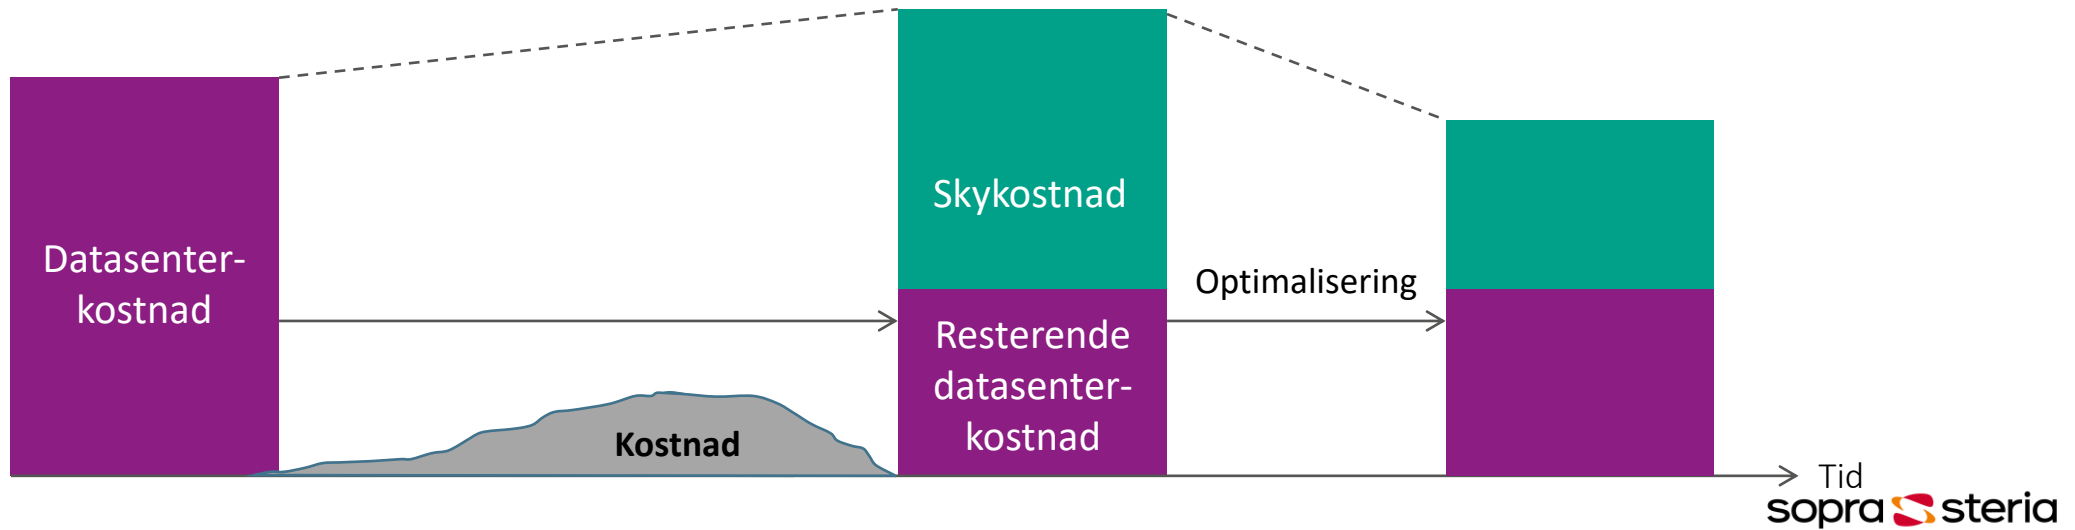 Datasenter-
kostnad
Kostnad
Skykostnad
Resterende
datasenter-
kostnad
Optimalisering
Tid
sopra steria